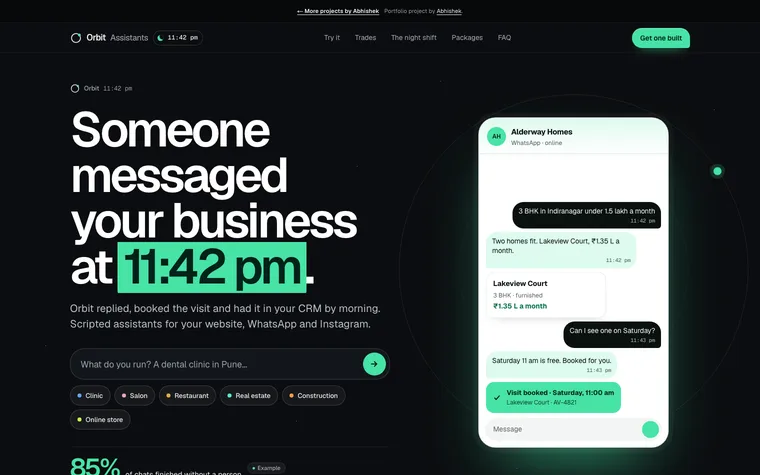 ← More projects by Abhishek Portfolio project by Abhishek
Orbit Assistants 11:42 pm
Try it Trades The night shift Packages FAQ
Get one built
Orbit 11:42 pm
Someone
messaged
your business
at 11:42 pm.
Orbit replied, booked the visit and had it in your CRM by morning.
Scripted assistants for your website, WhatsApp and Instagram.
What do you run? A dental clinic in Pune...
Clinic Salon Restaurant Real estate Construction
Online store
85% of chats finished without a person Example
AH Alderway Homes
WhatsApp · online
3 BHK in Indiranagar under 1.5 lakh a month
11:42 pm
Two homes fit. Lakeview Court, ₹1.35 L a
month.
11:42 pm
Lakeview Court
3 BHK · furnished
₹1.35 L a month
Can I see one on Saturday?
11:43 pm
Saturday 11 am is free. Booked for you.
11:43 pm
Visit booked · Saturday, 11:00 am
Lakeview Court · AV-4821
Message